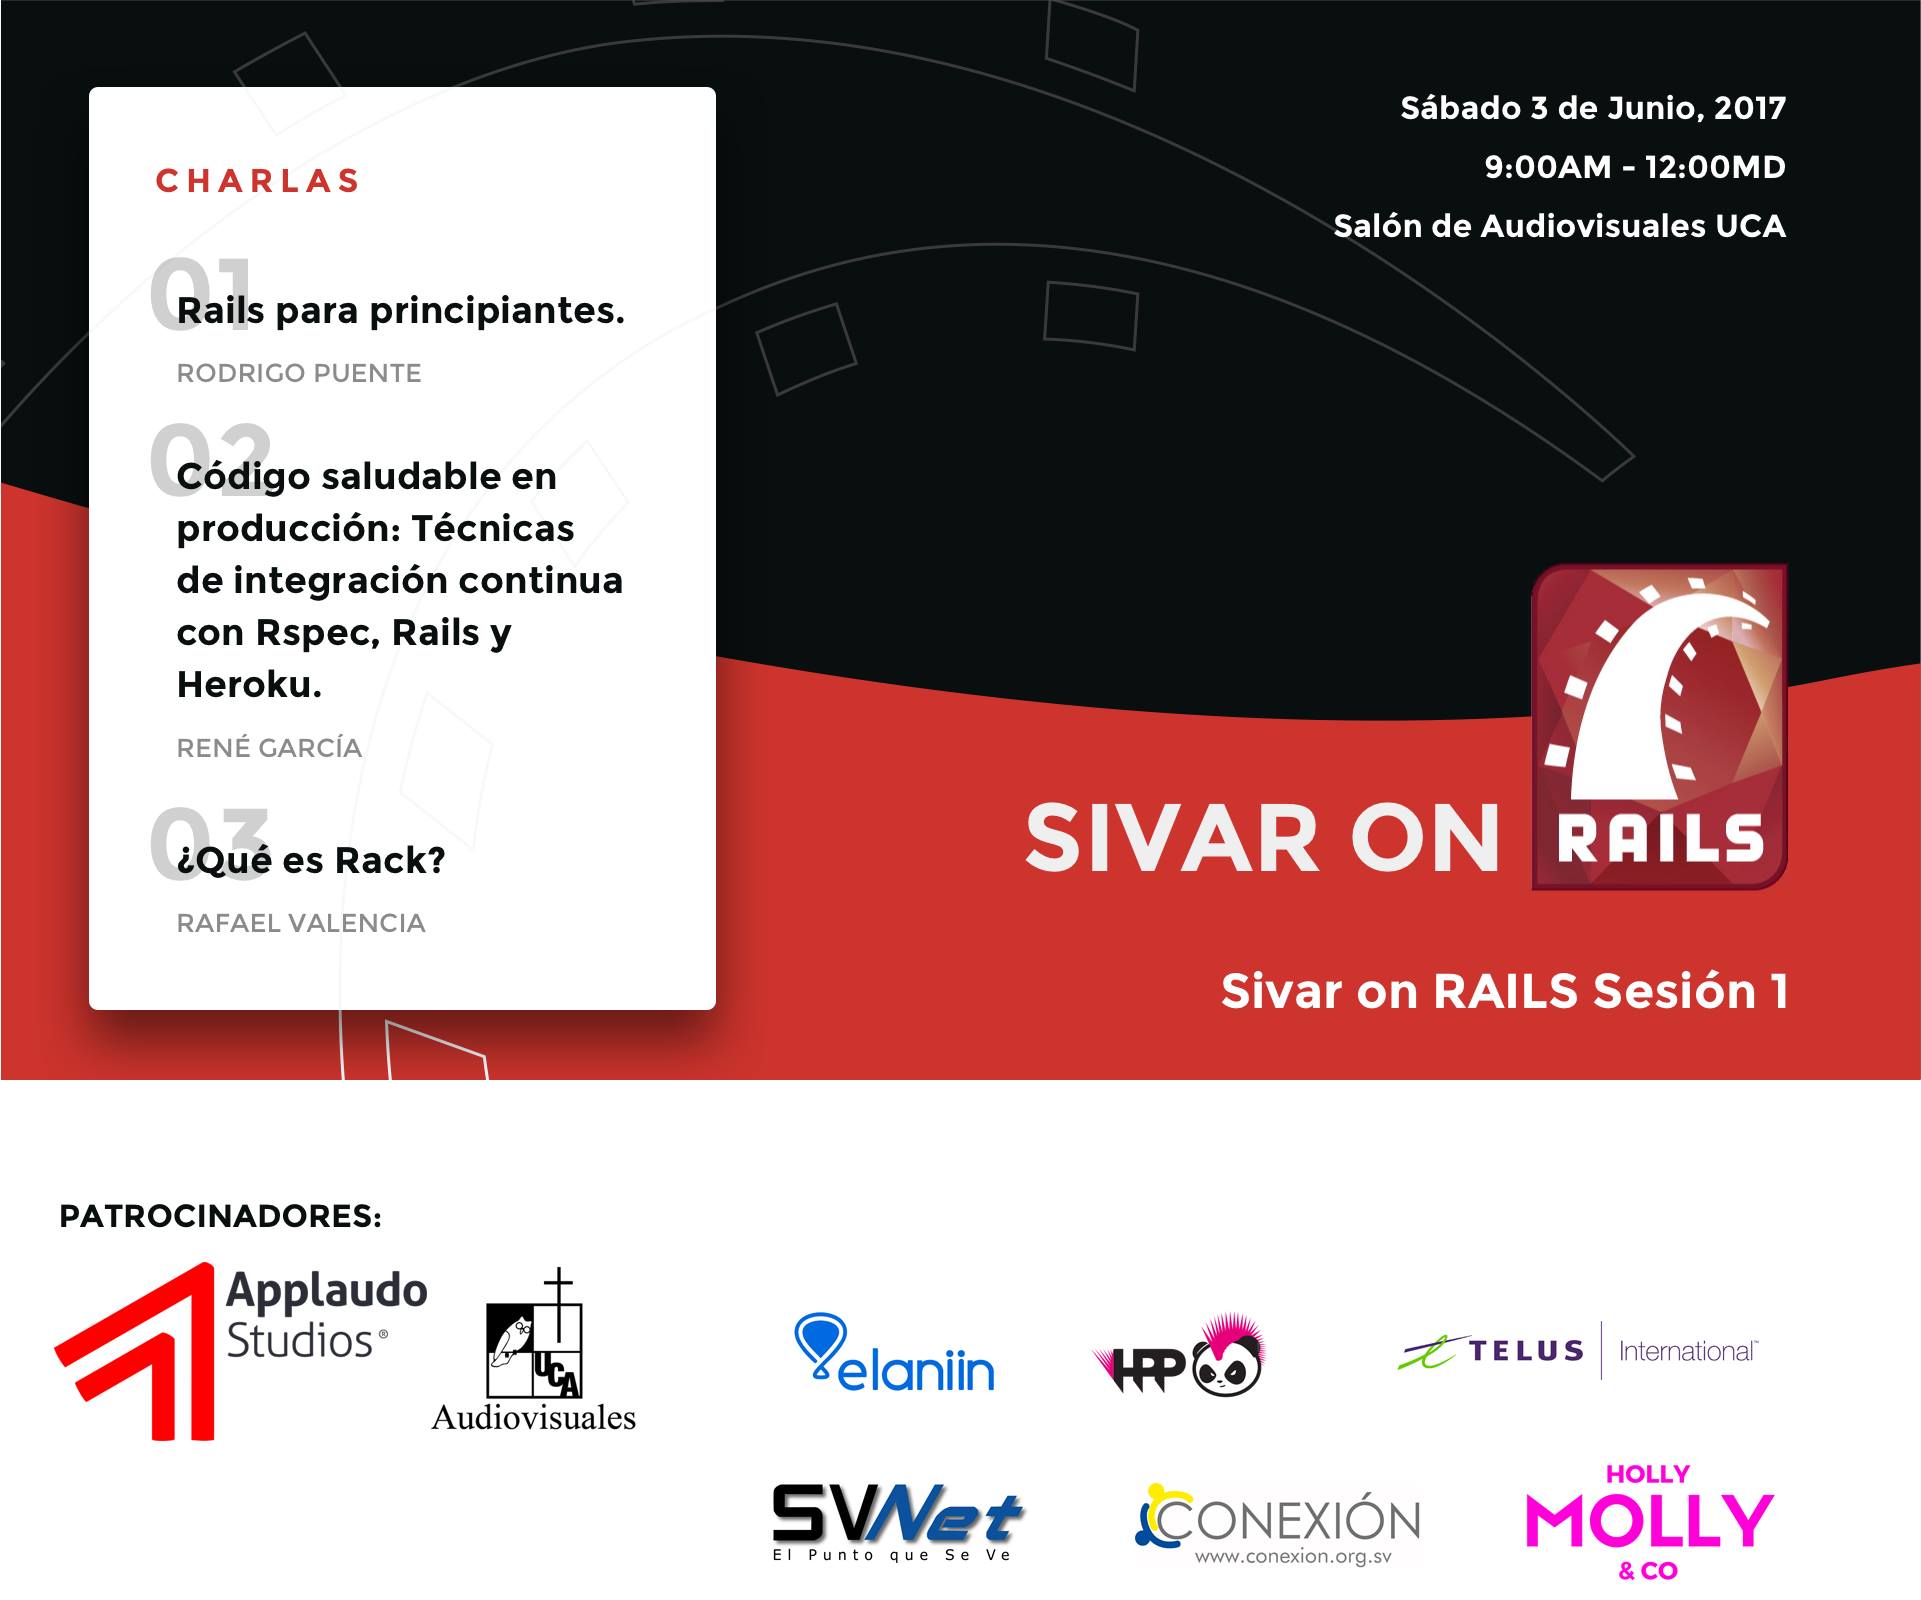 CHARLAS
01
Rails para principiantes.
RODRIGO PUENTE
02
Código saludable en
producción: Técnicas
de integración continua
con Rspec, Rails y
Heroku.
RENÉ GARCÍA
03
¿Qué es Rack?
RAFAEL VALENCIA
Sábado 3 de Junio, 2017
9:00AM - 12:00MD
Salón de Audiovisuales UCA
SIVAR ON
RAILS
Sivar on RAILS Sesión 1
PATROCINADORES:
Applaudo
Studios®
UCA
Audiovisuales
elaniin
HRP
TELUS International™
SVNet
El Punto que Se Ve
CONEXIÓN
www.conexion.org.sv
HOLLY
MOLLY
& CO